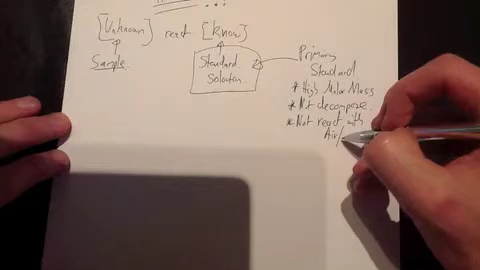 [Unknown] react [Know]
Sample
Standard
Solution.
Primary
Standard
* High Molar Mass
* Not decompose.
* Not react with
Air/